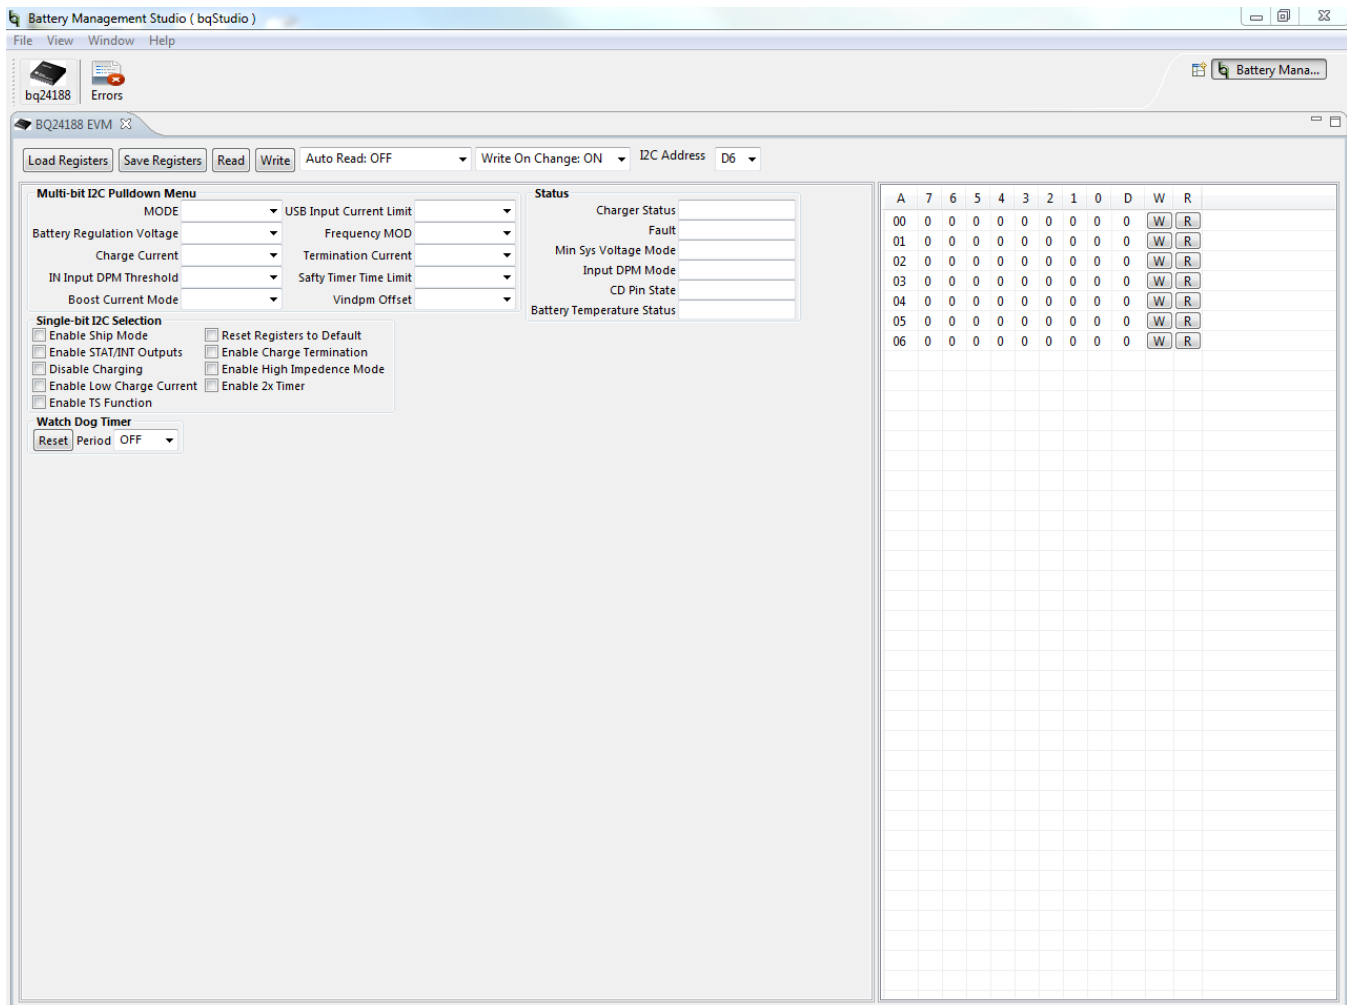 Battery Management Studio ( bqStudio )
File View Window Help
bq24188 Errors
Battery Mana...
BQ24188 EVM
Load Registers Save Registers Read Write Auto Read: OFF Write On Change: ON I2C Address D6
Multi-bit I2C Pulldown Menu
MODE USB Input Current Limit
Battery Regulation Voltage Frequency MOD
Charge Current Termination Current
IN Input DPM Threshold Safty Timer Time Limit
Boost Current Mode Vindpm Offset
Status
Charger Status
Fault
Min Sys Voltage Mode
Input DPM Mode
CD Pin State
Battery Temperature Status
Single-bit I2C Selection
Enable Ship Mode Reset Registers to Default
Enable STAT/INT Outputs Enable Charge Termination
Disable Charging Enable High Impedence Mode
Enable Low Charge Current Enable 2x Timer
Enable TS Function
Watch Dog Timer
Reset Period OFF
A 7 6 5 4 3 2 1 0 D W R
00 0 0 0 0 0 0 0 0 0 W R
01 0 0 0 0 0 0 0 0 0 W R
02 0 0 0 0 0 0 0 0 0 W R
03 0 0 0 0 0 0 0 0 0 W R
04 0 0 0 0 0 0 0 0 0 W R
05 0 0 0 0 0 0 0 0 0 W R
06 0 0 0 0 0 0 0 0 0 W R